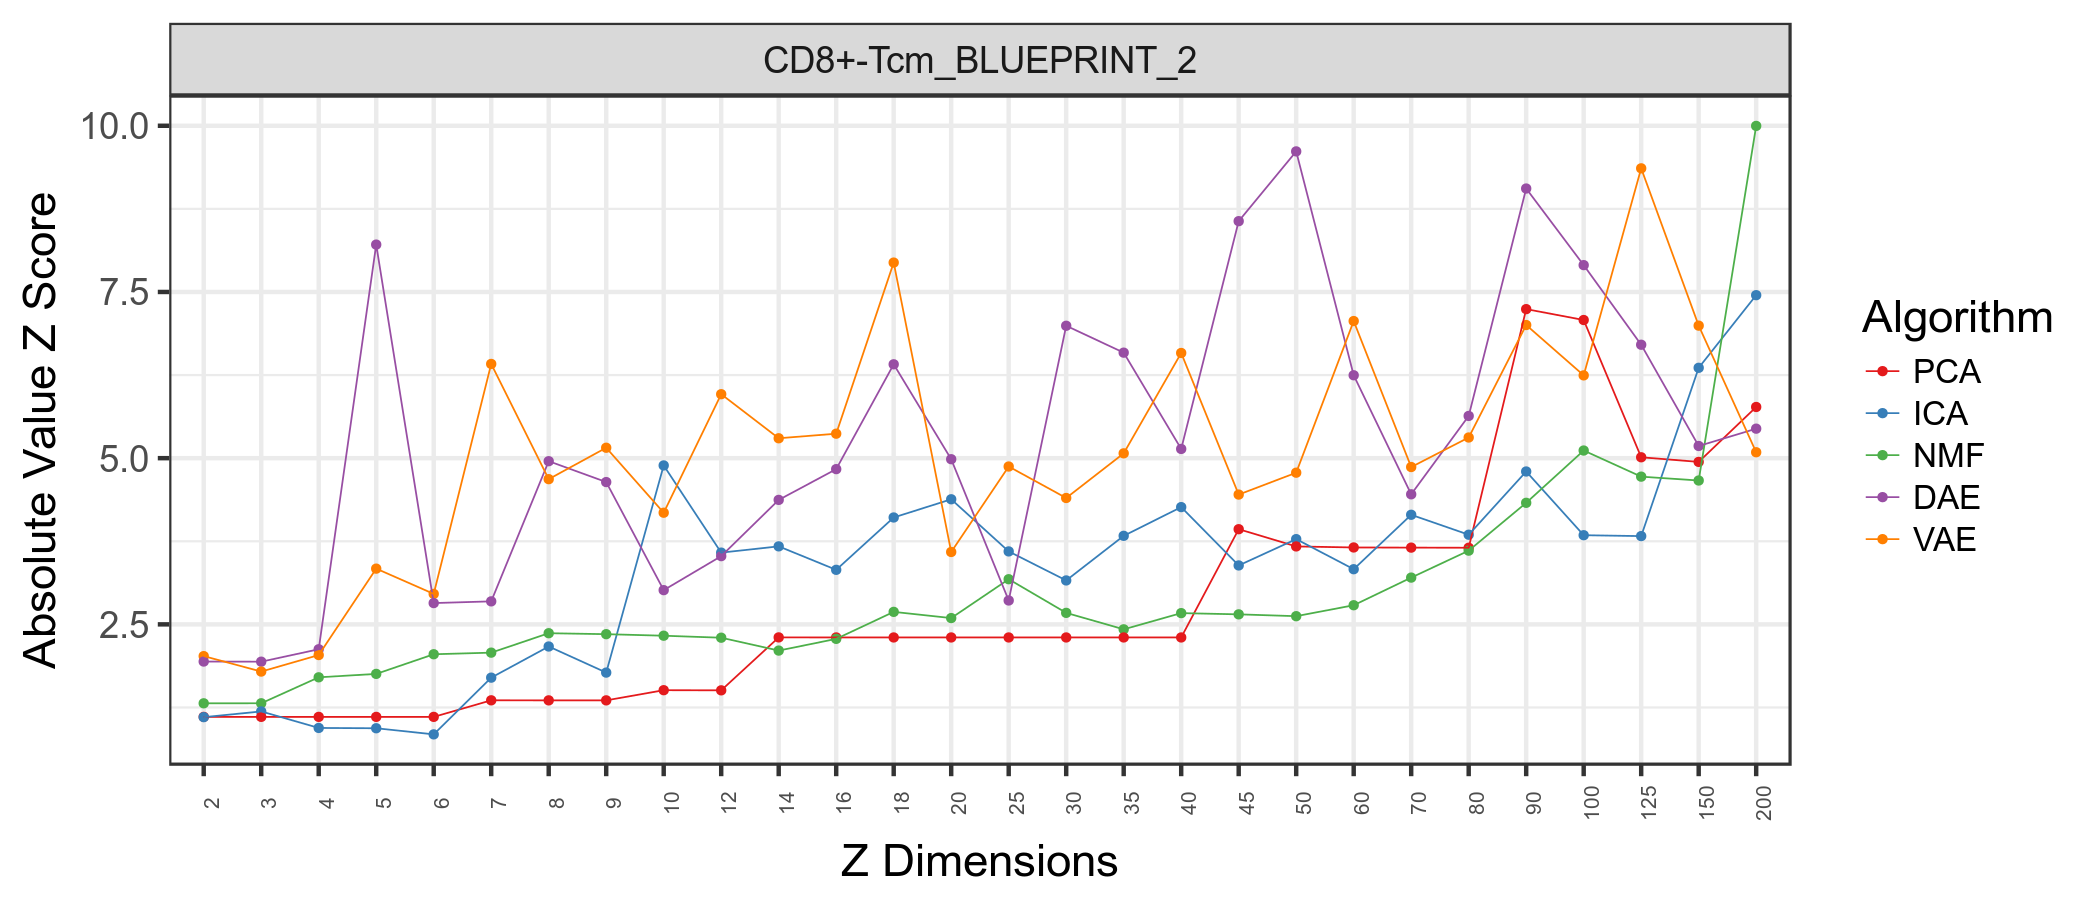 CD8+-Tcm_BLUEPRINT_2
10.0
7.5
5.0
2.5
Absolute Value Z Score
2 3 4 5 6 7 8 9 10 12 14 16 18 20 25 30 35 40 45 50 60 70 80 90 100 125 150 200
Z Dimensions
Algorithm
PCA
ICA
NMF
DAE
VAE